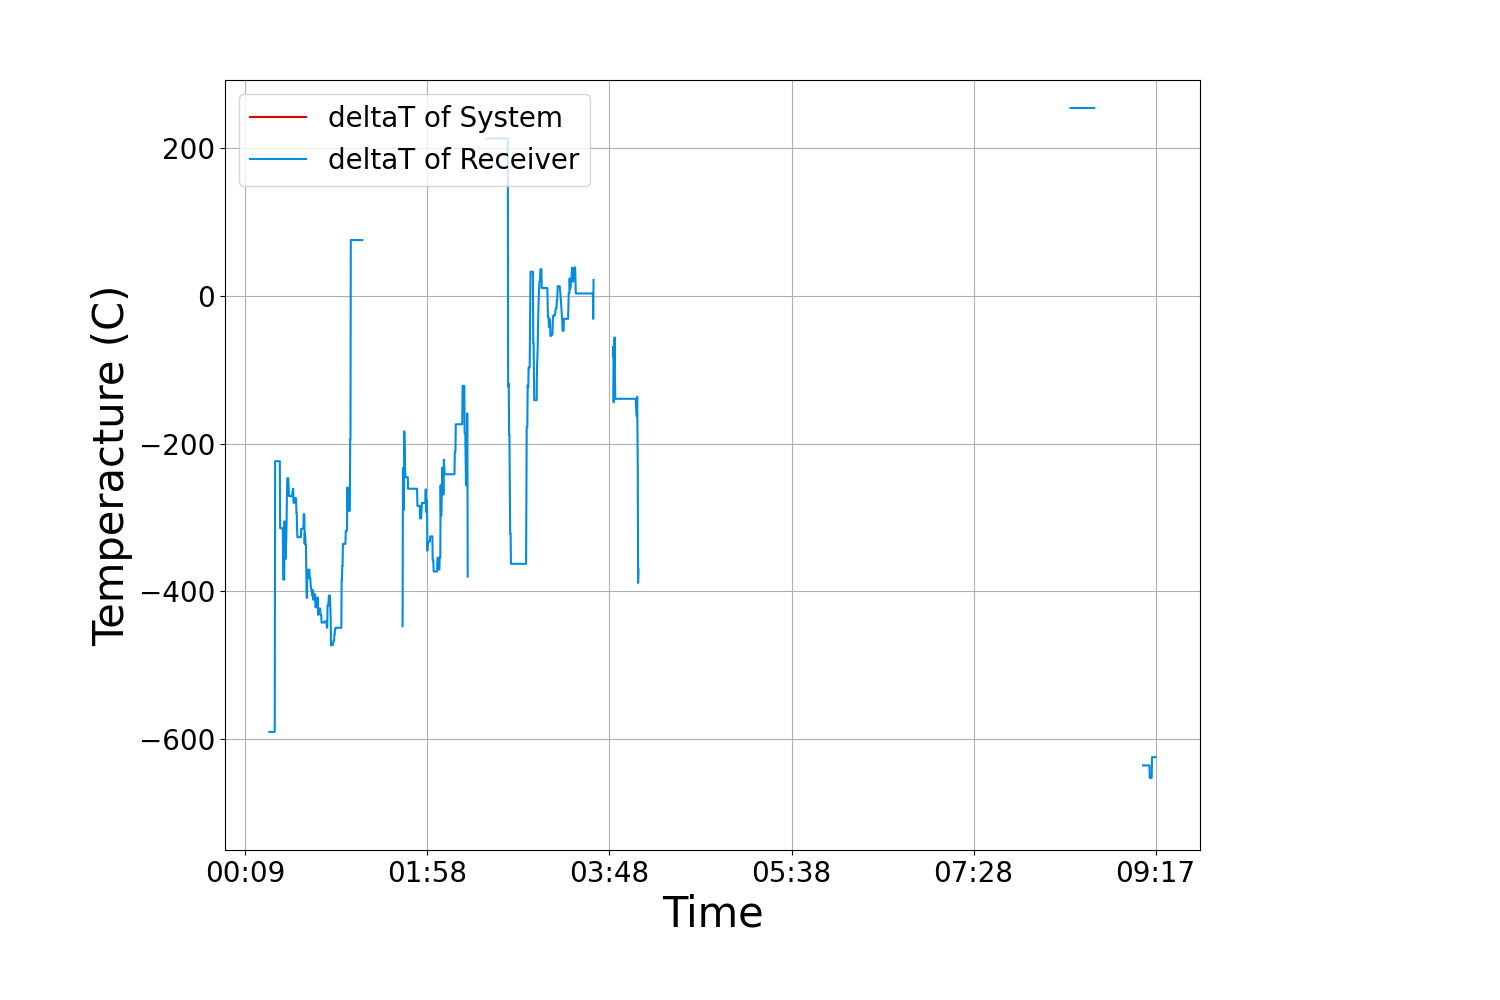 deltaT of System
deltaT of Receiver
200
0
−200
−400
−600
Temperacture (C)
00:09 01:58 03:48 05:38 07:28 09:17
Time